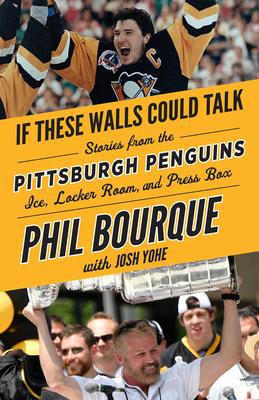 C
IF THESE WALLS COULD TALK
Stories from the
PITTSBURGH PENGUINS
Ice, Locker Room, and Press Box
PHIL BOURQUE
with JOSH YOHE